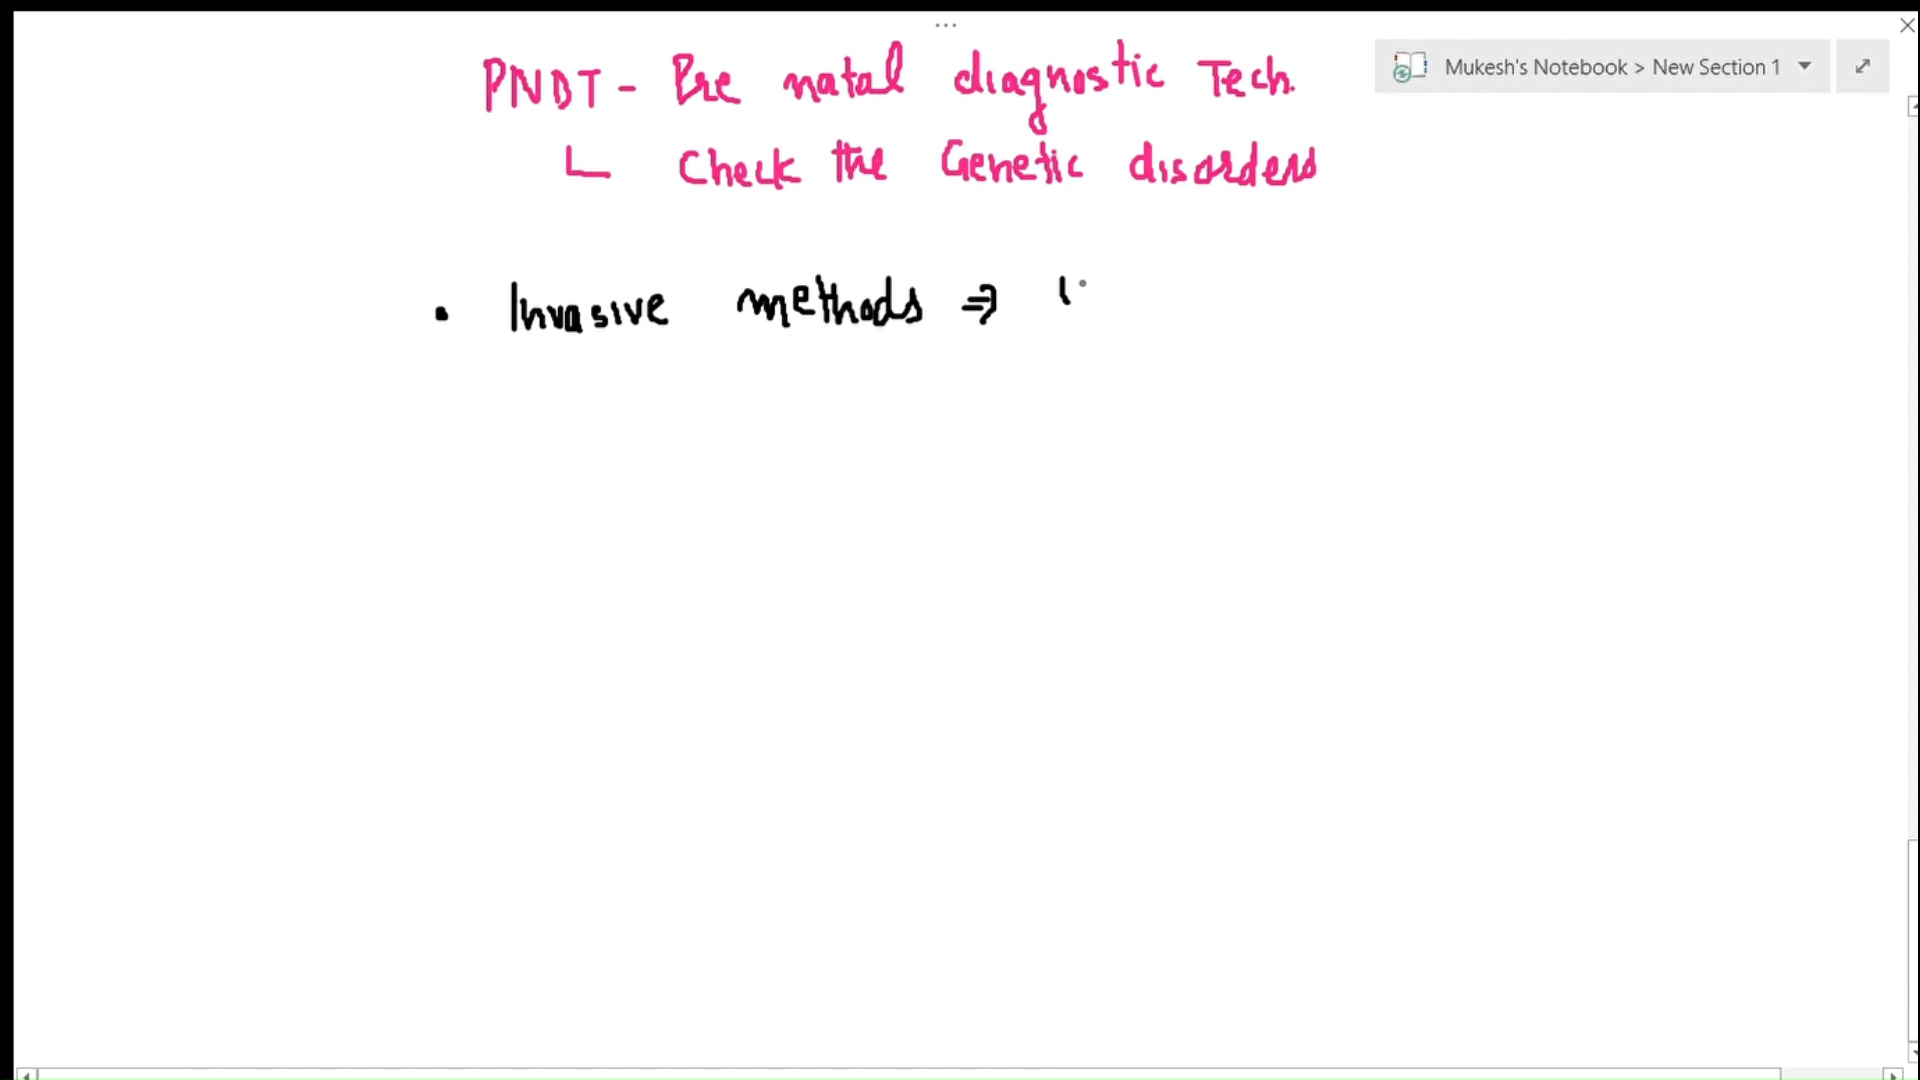 PNDT - Pre natal diagnostic Tech.
Mukesh's Notebook > New Section 1
Check the Genetic disorders
• Invasive methods ⇒